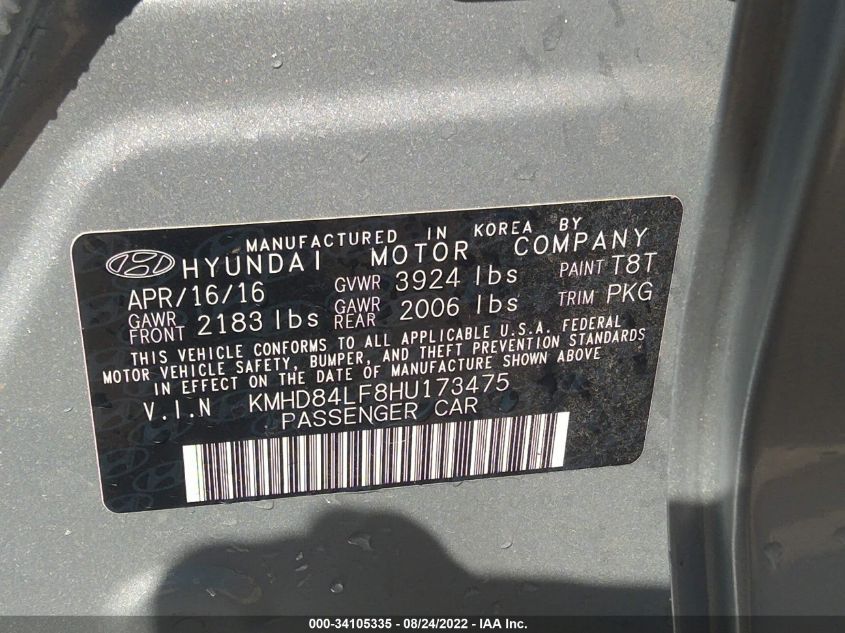 MANUFACTURED IN KOREA BY
HYUNDAI MOTOR COMPANY
APR/16/16 GVWR 3924 lbs PAINT T8T
GAWR FRONT 2183 lbs GAWR REAR 2006 lbs TRIM PKG
THIS VEHICLE CONFORMS TO ALL APPLICABLE U.S.A. FEDERAL
MOTOR VEHICLE SAFETY, BUMPER, AND THEFT PREVENTION STANDARDS
IN EFFECT ON THE DATE OF MANUFACTURE SHOWN ABOVE
V.I.N KMHD84LF8HU173475
PASSENGER CAR
000-34105335 - 08/24/2022 - IAA Inc.